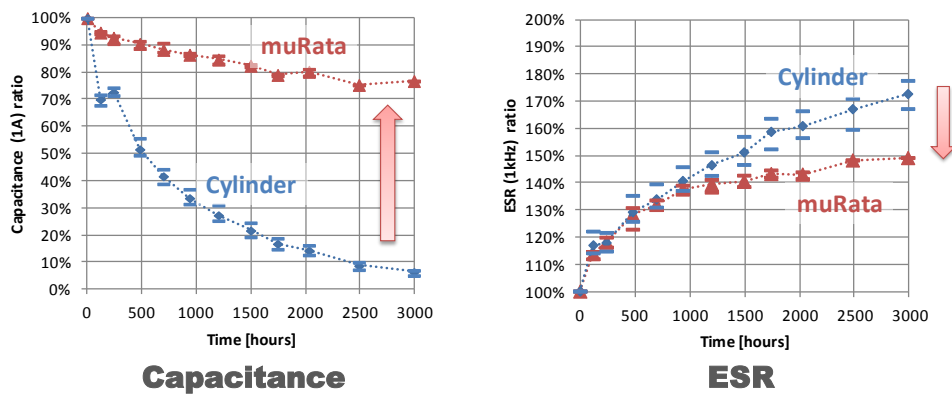 Capacitance (1A) ratio
100%
90%
80%
70%
60%
50%
40%
30%
20%
10%
0%
muRata
Cylinder
0 500 1000 1500 2000 2500 3000
Time [hours]
Capacitance
ESR (1kHz) ratio
200%
190%
180%
170%
160%
150%
140%
130%
120%
110%
100%
Cylinder
muRata
0 500 1000 1500 2000 2500 3000
Time [hours]
ESR